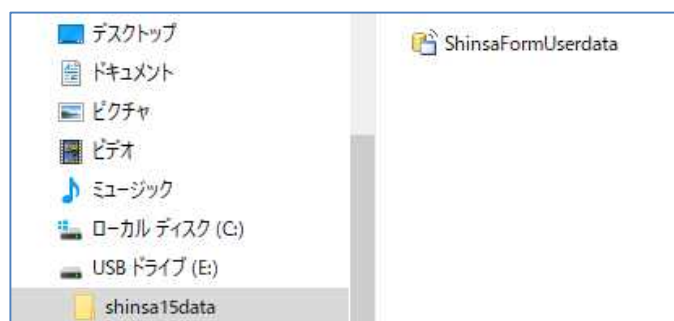 デスクトップ
ドキュメント
ピクチャ
ビデオ
ミュージック
ローカル ディスク (C:)
USB ドライブ (E:)
shinsa15data
ShinsaFormUserdata